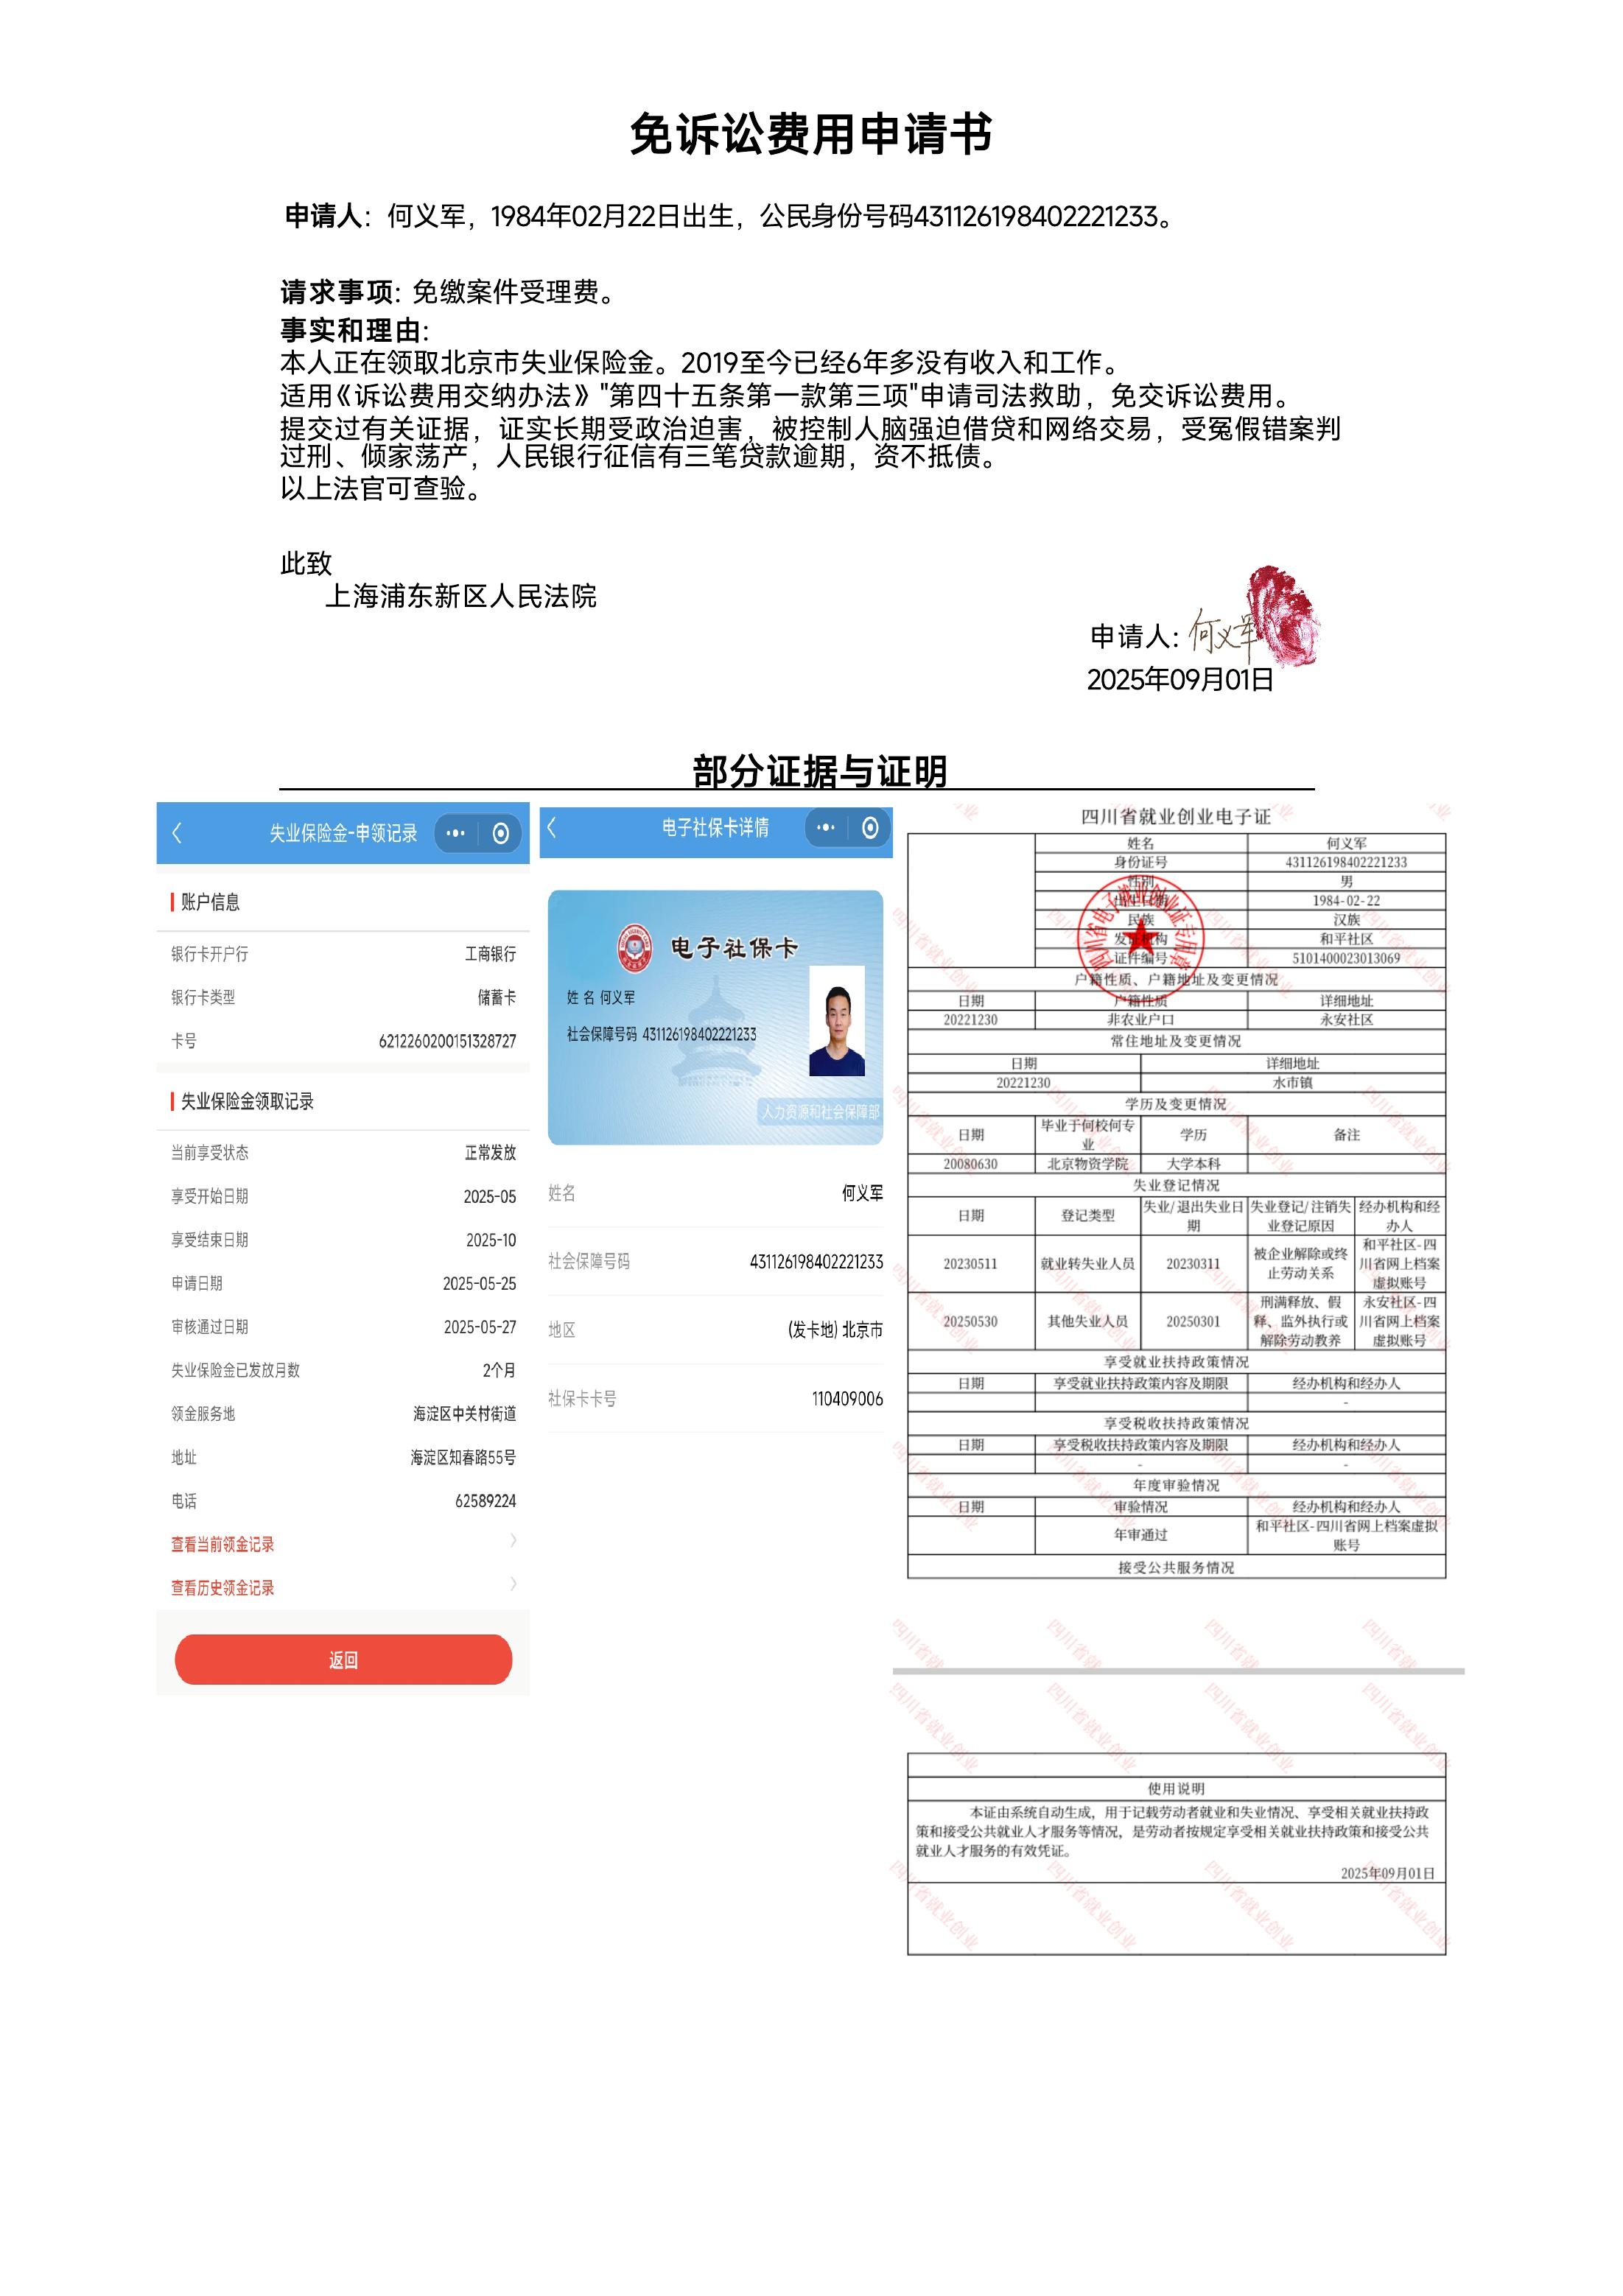 免诉讼费用申请书
申请人：何义军，1984年02月22日出生，公民身份号码431126198402221233。
请求事项：免缴案件受理费。
事实和理由：
本人正在领取北京市失业保险金。2019至今已经6年多没有收入和工作。
适用《诉讼费用交纳办法》"第四十五条第一款第三项"申请司法救助，免交诉讼费用。
提交过有关证据，证实长期受政治迫害，被控制人脑强迫借贷和网络交易，受冤假错案判
过刑、倾家荡产，人民银行征信有三笔贷款逾期，资不抵债。
以上法官可查验。
此致
上海浦东新区人民法院
申请人：何义军
2025年09月01日
部分证据与证明
失业保险金-申领记录
账户信息
银行卡开户行 工商银行
银行卡类型 储蓄卡
卡号 6212260200151328727
失业保险金领取记录
当前享受状态 正常发放
享受开始日期 2025-05
享受结束日期 2025-10
申请日期 2025-05-25
审核通过日期 2025-05-27
失业保险金已发放月数 2个月
领金服务地 海淀区中关村街道
地址 海淀区知春路55号
电话 62589224
查看当前领金记录
查看历史领金记录
返回
电子社保卡详情
电子社保卡
姓名 何义军
社会保障号码 431126198402221233
人力资源和社会保障部
姓名 何义军
社会保障号码 431126198402221233
地区 (发卡地) 北京市
社保卡卡号 110409006
四川省就业创业电子证
姓名 何义军
身份证号 431126198402221233
性别 男
出生日期 1984-02-22
民族 汉族
发证机构 和平社区
证件编号 5101400023013069
四川省电子就业创业证专用章
户籍性质、户籍地址及变更情况
日期 户籍性质 详细地址
20221230 非农业户口 永安社区
常住地址及变更情况
日期 详细地址
20221230 水市镇
学历及变更情况
日期 毕业于何校何专业 学历 备注
20080630 北京物资学院 大学本科
失业登记情况
日期 登记类型 失业/退出失业日期 失业登记/注销失业登记原因 经办机构和经办人
20230511 就业转失业人员 20230311 被企业解除或终止劳动关系 和平社区-四川省网上档案虚拟账号
20250530 其他失业人员 20250301 刑满释放、假释、监外执行或解除劳动教养 永安社区-四川省网上档案虚拟账号
享受就业扶持政策情况
日期 享受就业扶持政策内容及期限 经办机构和经办人
-
享受税收扶持政策情况
日期 享受税收扶持政策内容及期限 经办机构和经办人
- -
年度审验情况
日期 审验情况 经办机构和经办人
年审通过 和平社区-四川省网上档案虚拟账号
接受公共服务情况
四川省就业创业
使用说明
本证由系统自动生成，用于记载劳动者就业和失业情况、享受相关就业扶持政
策和接受公共就业人才服务等情况，是劳动者按规定享受相关就业扶持政策和接受公共
就业人才服务的有效凭证。
2025年09月01日